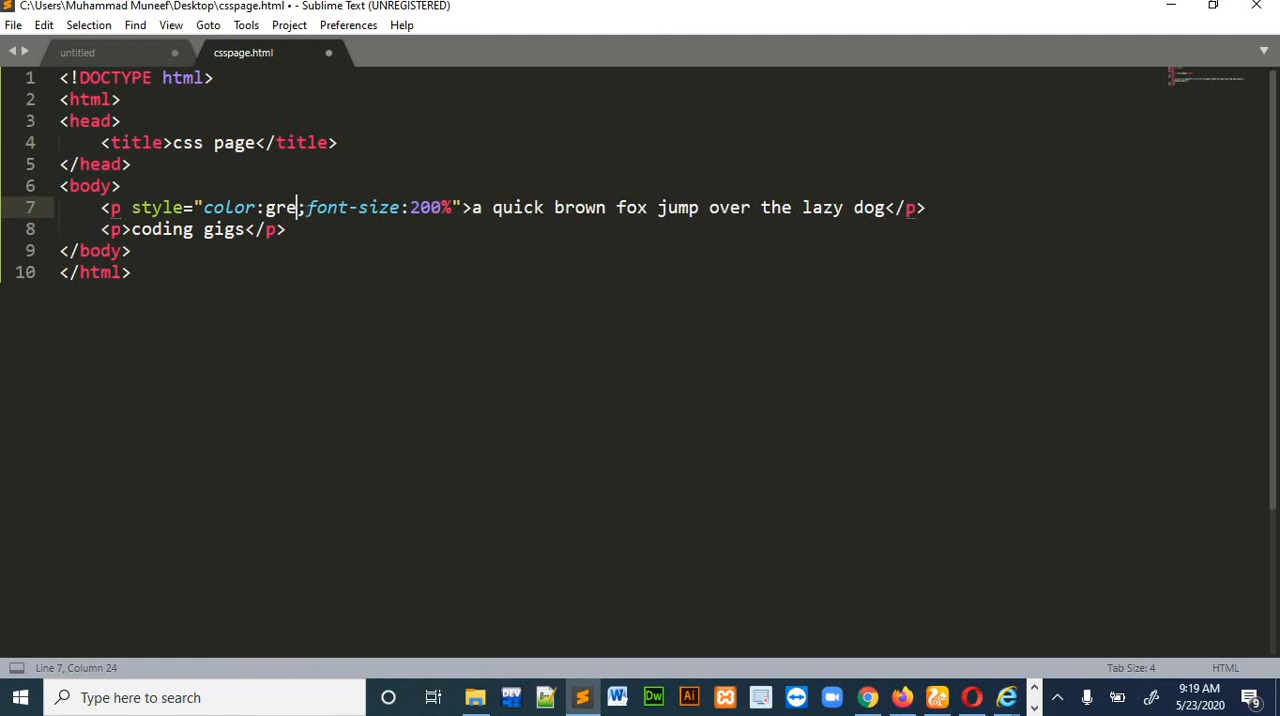 C:\Users\Muhammad Muneef\Desktop\csspage.html • - Sublime Text (UNREGISTERED)
File Edit Selection Find View Goto Tools Project Preferences Help
untitled csspage.html
1 <!DOCTYPE html>
2 <html>
3 <head>
4 <title>css page</title>
5 </head>
6 <body>
7 <p style="color:gre;font-size:200%">a quick brown fox jump over the lazy dog</p>
8 <p>coding gigs</p>
9 </body>
10 </html>
Line 7, Column 24 Tab Size: 4 HTML
Type here to search
DEV
W
Dw
Ai
9:19 AM
5/23/2020
9